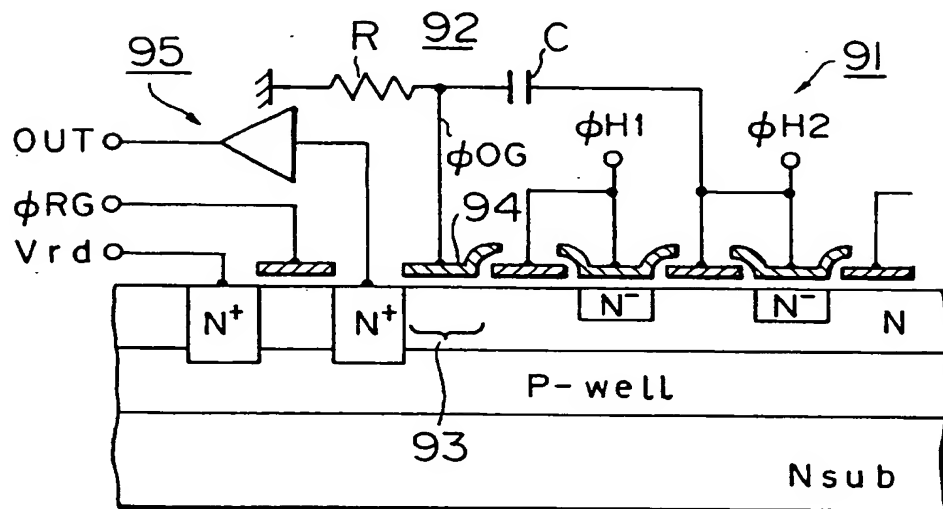 92
95
R
C
91
OUT
φOG
φH1
φH2
φRG
94
Vrd
N+
N+
N⁻
N⁻
N
P-well
93
Nsub